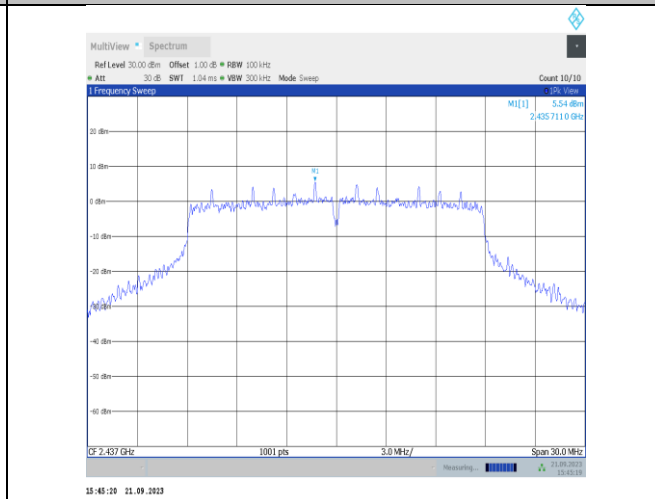 MultiView Spectrum
Ref Level 30.00 dBm Offset 1.00 dB RBW 100 kHz
Att 30 dB SWT 1.04 ms VBW 300 kHz Mode Sweep Count 10/10
1 Frequency Sweep 1Pk View
M1[1] 5.54 dBm
2.4357110 GHz
20 dBm
10 dBm
M1
0 dBm
-10 dBm
-20 dBm
-30 dBm
-40 dBm
-50 dBm
-60 dBm
CF 2.437 GHz 1001 pts 3.0 MHz/ Span 30.0 MHz
Measuring... 21.09.2023
15:45:19
15:45:20 21.09.2023